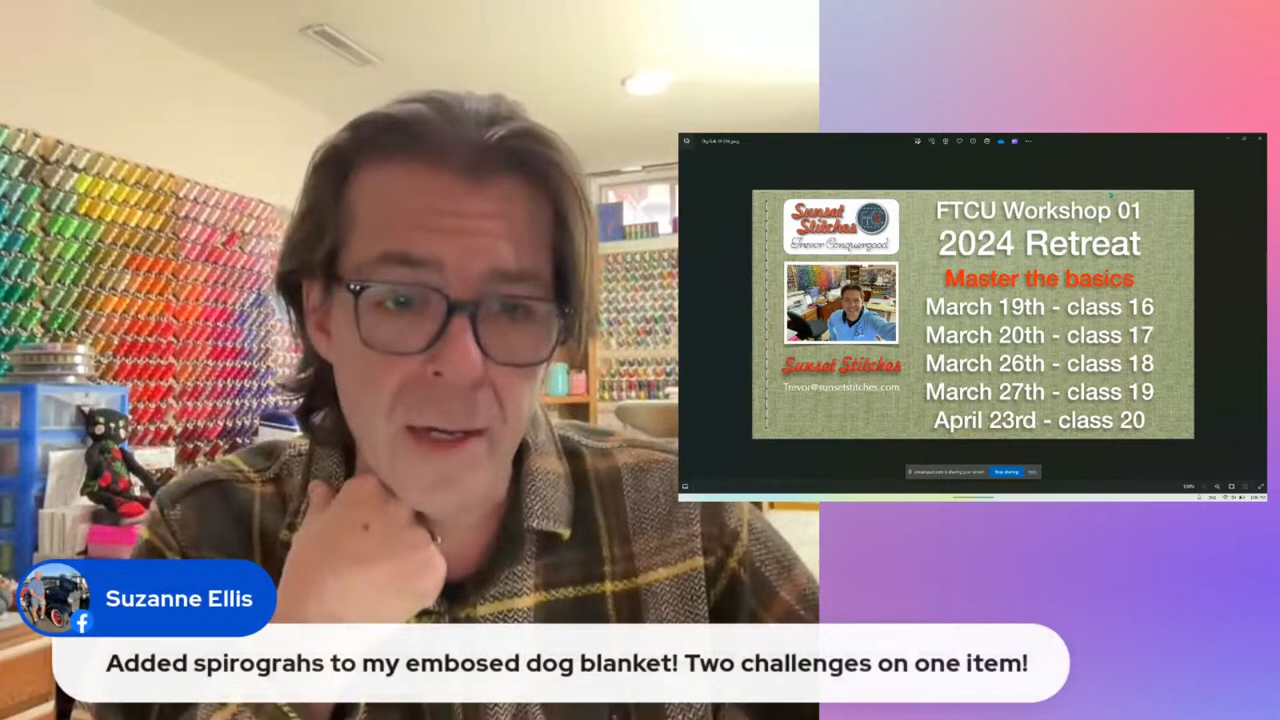 Sunset
Stitches
Trevor Conquergood
Sunset Stitches
Trevor@sunsetstitches.com
FTCU Workshop 01
2024 Retreat
Master the basics
March 19th - class 16
March 20th - class 17
March 26th - class 18
March 27th - class 19
April 23rd - class 20
Stop sharing
Suzanne Ellis
Added spirograhs to my embosed dog blanket! Two challenges on one item!